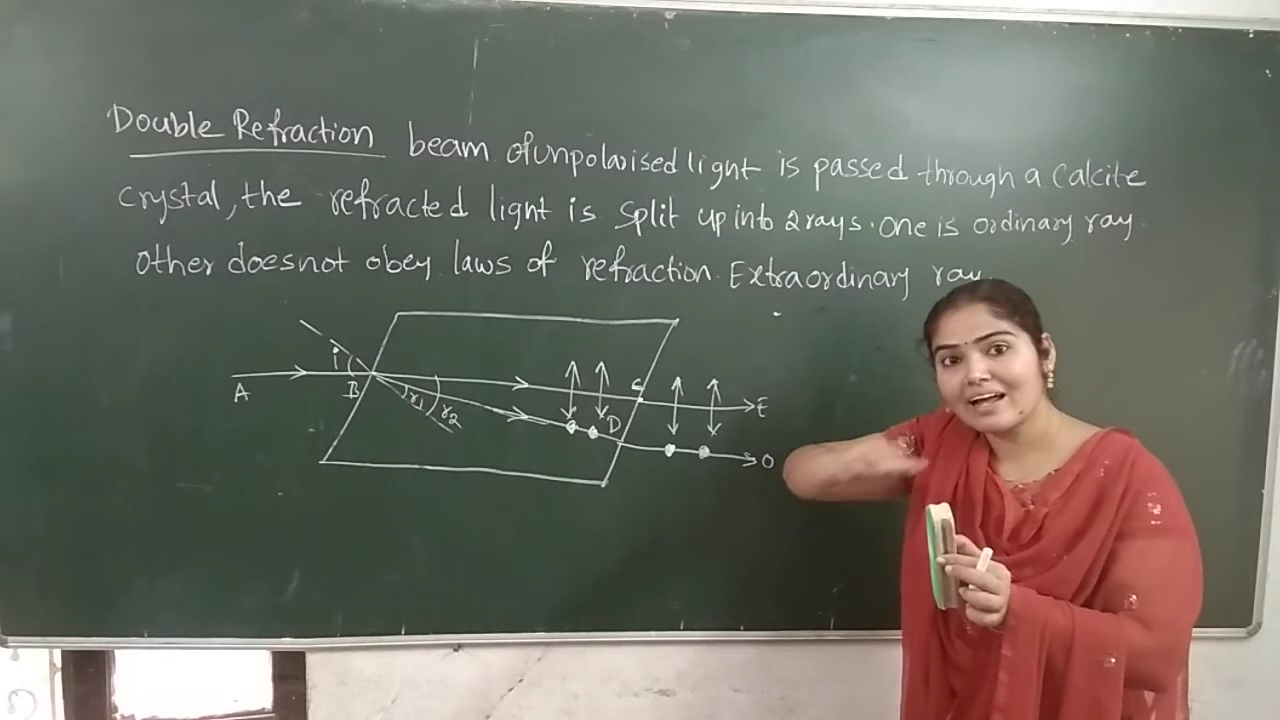 Double Refraction beam of unpolarised light is passed through a Calcite
crystal, the refracted light is split up into 2 rays. One is ordinary ray.
Other doesnot obey laws of refraction. Extraordinary ray
i
A
B
r1
r2
C
D
E
O